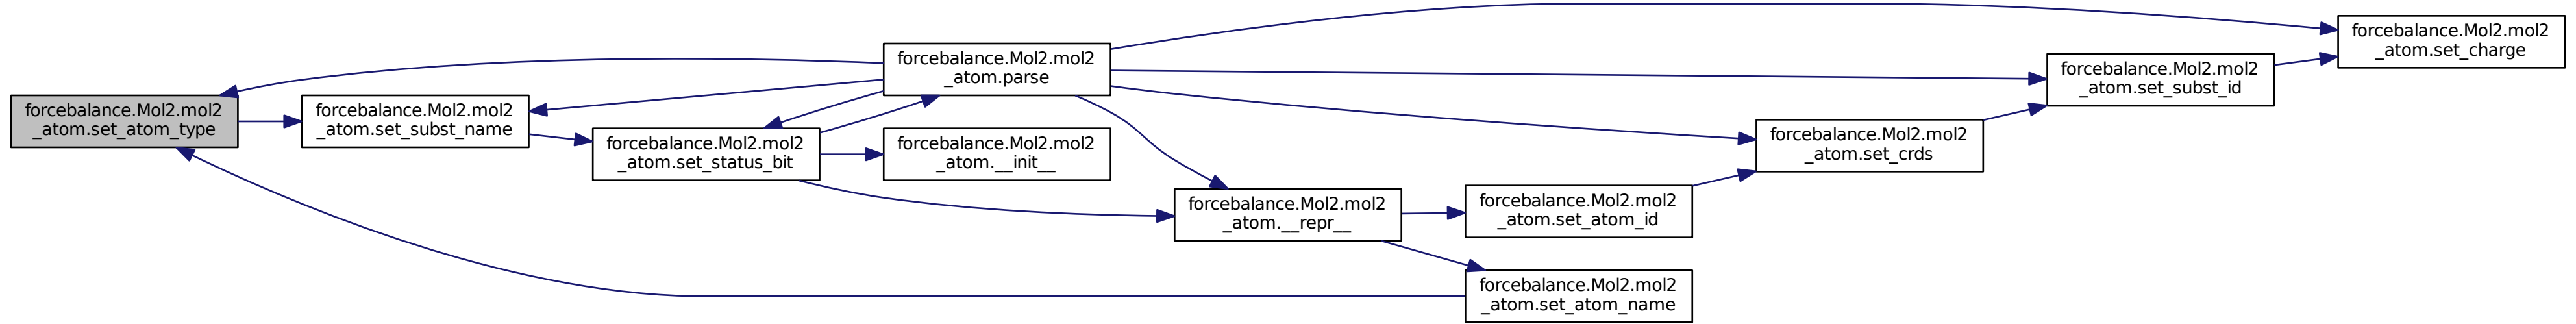 forcebalance.Mol2.mol2
_atom.set_atom_type
forcebalance.Mol2.mol2
_atom.set_subst_name
forcebalance.Mol2.mol2
_atom.set_status_bit
forcebalance.Mol2.mol2
_atom.parse
forcebalance.Mol2.mol2
_atom.__init__
forcebalance.Mol2.mol2
_atom.__repr__
forcebalance.Mol2.mol2
_atom.set_atom_id
forcebalance.Mol2.mol2
_atom.set_atom_name
forcebalance.Mol2.mol2
_atom.set_crds
forcebalance.Mol2.mol2
_atom.set_subst_id
forcebalance.Mol2.mol2
_atom.set_charge